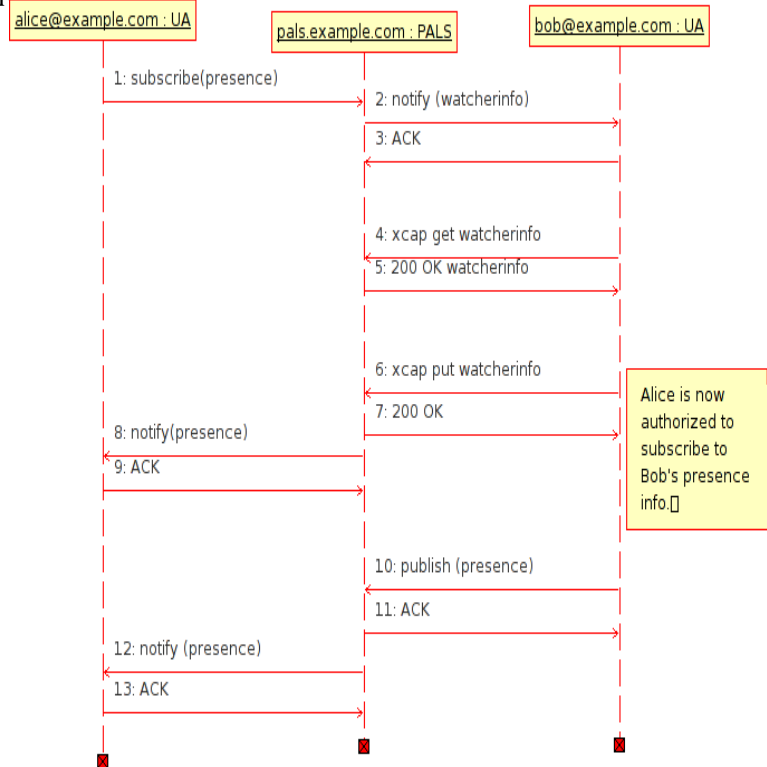 alice@example.com : UA
pals.example.com : PALS
bob@example.com : UA
1: subscribe(presence)
2: notify (watcherinfo)
3: ACK
4: xcap get watcherinfo
5: 200 OK watcherinfo
6: xcap put watcherinfo
7: 200 OK
Alice is now
authorized to
subscribe to
Bob's presence
info.
8: notify(presence)
9: ACK
10: publish (presence)
11: ACK
12: notify (presence)
13: ACK